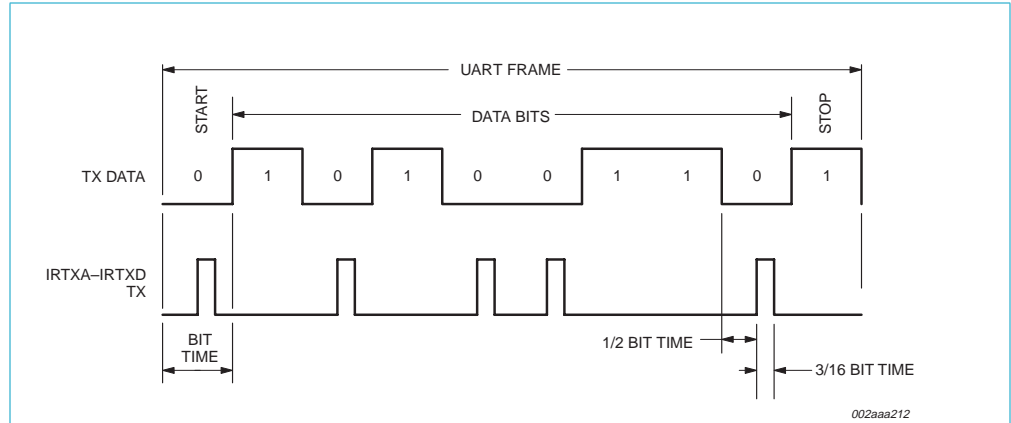 UART FRAME
START
DATA BITS
STOP
TX DATA 0 1 0 1 0 0 1 1 0 1
IRTXA–IRTXD
TX
BIT
TIME
1/2 BIT TIME
3/16 BIT TIME
002aaa212